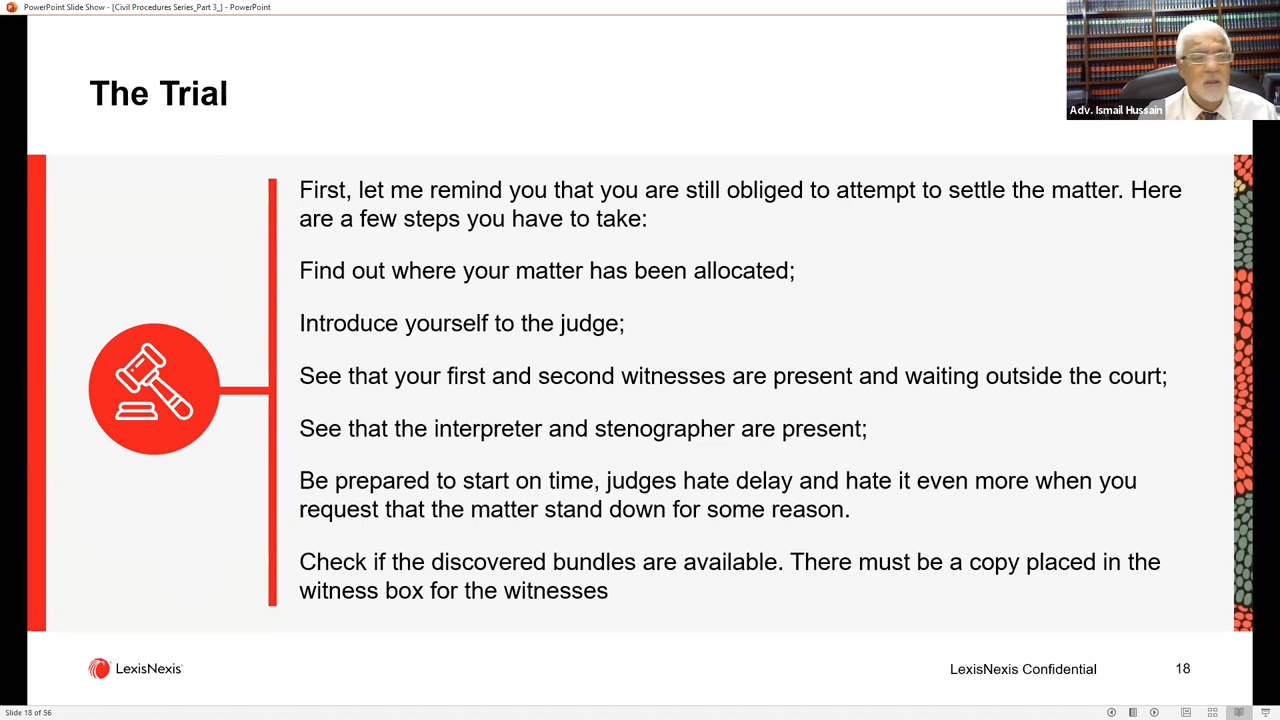 PowerPoint Slide Show - [Civil Procedures Series_Part 3_] - PowerPoint
Adv. Ismail Hussain
The Trial
First, let me remind you that you are still obliged to attempt to settle the matter. Here
are a few steps you have to take:
Find out where your matter has been allocated;
Introduce yourself to the judge;
See that your first and second witnesses are present and waiting outside the court;
See that the interpreter and stenographer are present;
Be prepared to start on time, judges hate delay and hate it even more when you
request that the matter stand down for some reason.
Check if the discovered bundles are available. There must be a copy placed in the
witness box for the witnesses
LexisNexis
LexisNexis Confidential
18
Slide 18 of 56